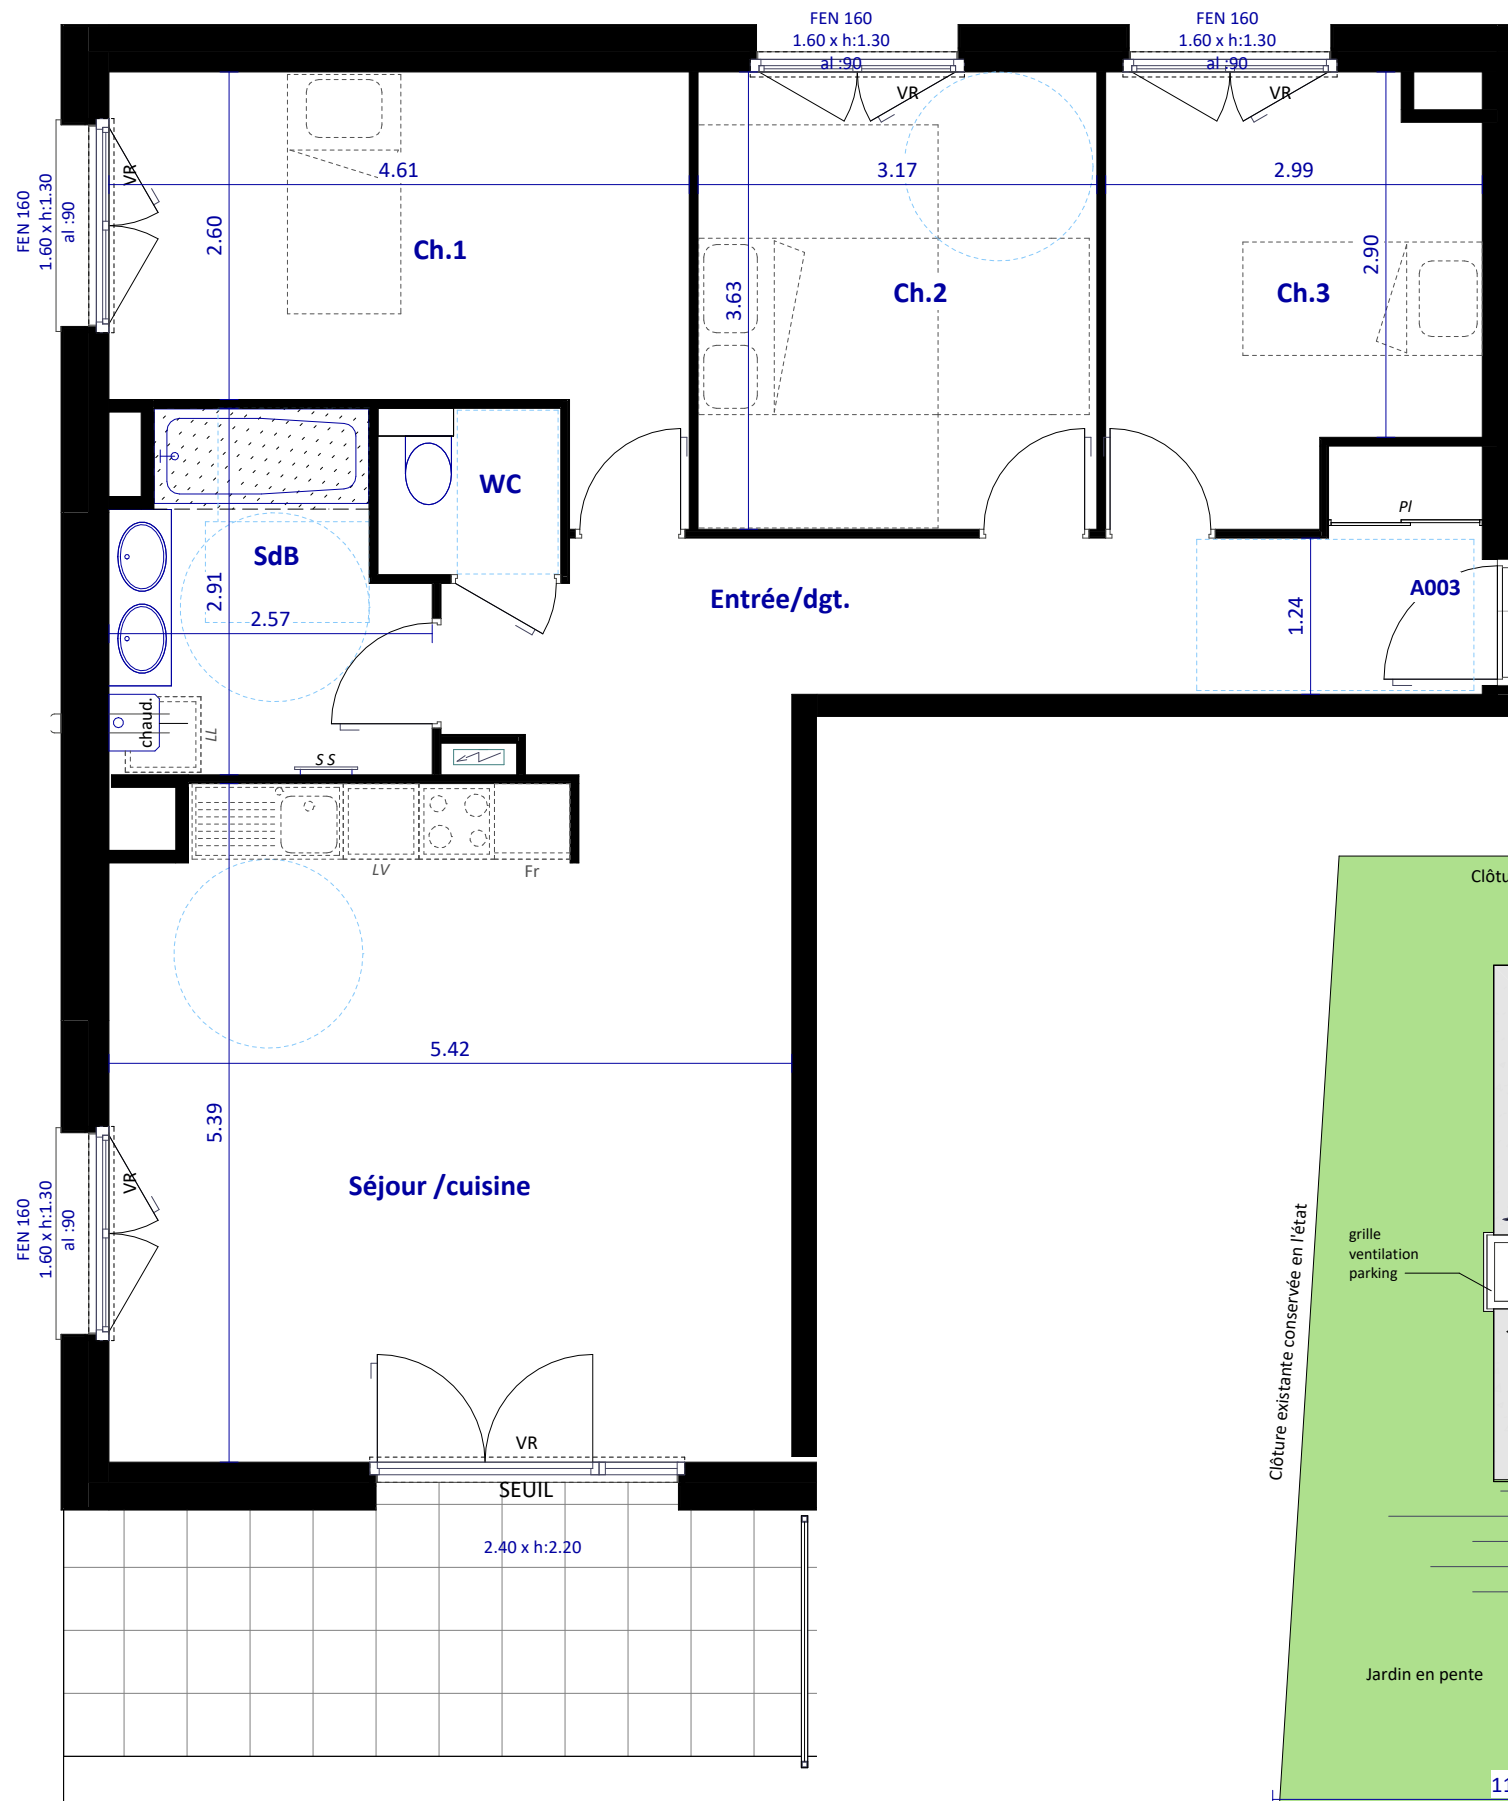 FEN 160
1.60 x h:1.30
al :90
VR
FEN 160
1.60 x h:1.30
al :90
VR
FEN 160
1.60 x h:1.30
al :90
VR
4.61
3.17
2.99
2.60
Ch.1
3.63
Ch.2
2.90
Ch.3
WC
Pl
SdB
2.91
2.57
Entrée/dgt.
1.24
A003
chaud.
LL
S S
LV
Fr
5.42
5.39
Séjour /cuisine
FEN 160
1.60 x h:1.30
al :90
VR
VR
SEUIL
2.40 x h:2.20
Clôtu
Clôture existante conservée en l'état
grille
ventilation
parking
Jardin en pente
11